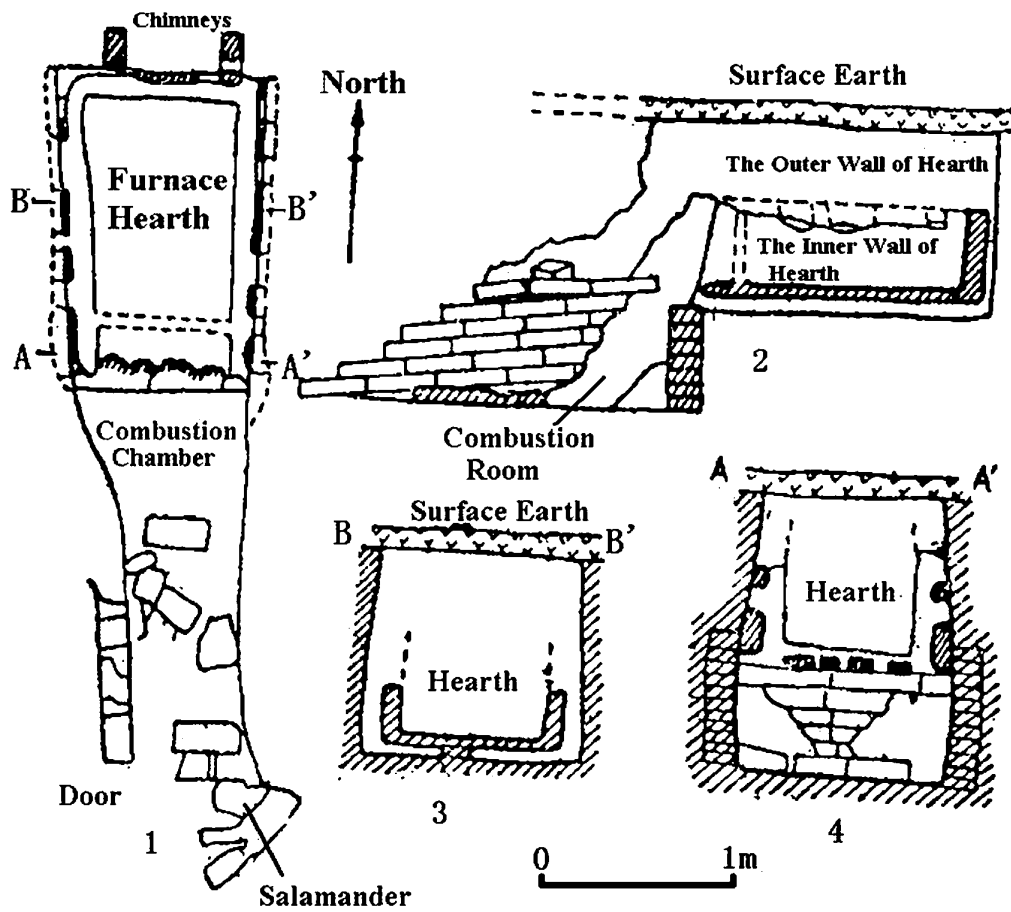 Chimneys
North
Furnace
Hearth
B
B'
A
A'
Combustion
Chamber
Door
1
Salamander
Surface Earth
The Outer Wall of Hearth
The Inner Wall of
Hearth
2
Combustion
Room
Surface Earth
B
B'
Hearth
3
A
A'
Hearth
4
0
1m